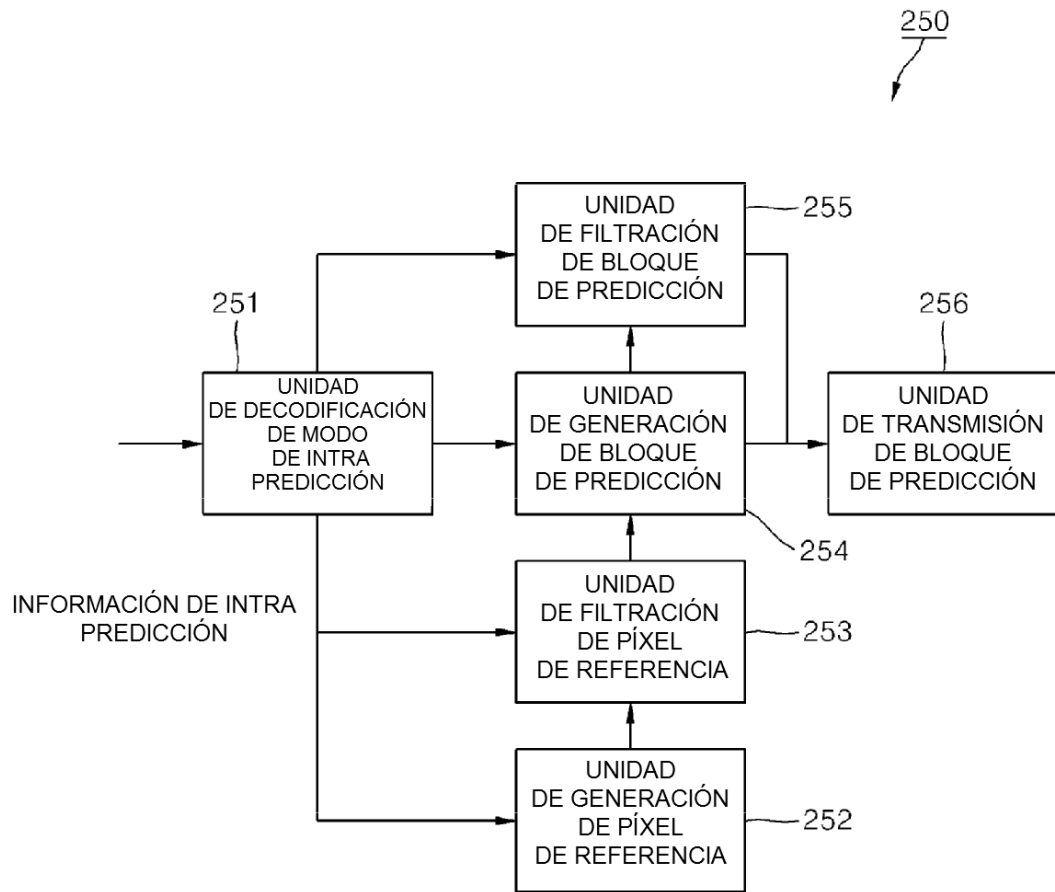 250
UNIDAD
DE FILTRACIÓN
DE BLOQUE
DE PREDICCIÓN
255
251
UNIDAD
DE DECODIFICACIÓN
DE MODO
DE INTRA
PREDICCIÓN
UNIDAD
DE GENERACIÓN
DE BLOQUE
DE PREDICCIÓN
254
256
UNIDAD
DE TRANSMISIÓN
DE BLOQUE
DE PREDICCIÓN
INFORMACIÓN DE INTRA
PREDICCIÓN
UNIDAD
DE FILTRACIÓN
DE PÍXEL
DE REFERENCIA
253
UNIDAD
DE GENERACIÓN
DE PÍXEL
DE REFERENCIA
252